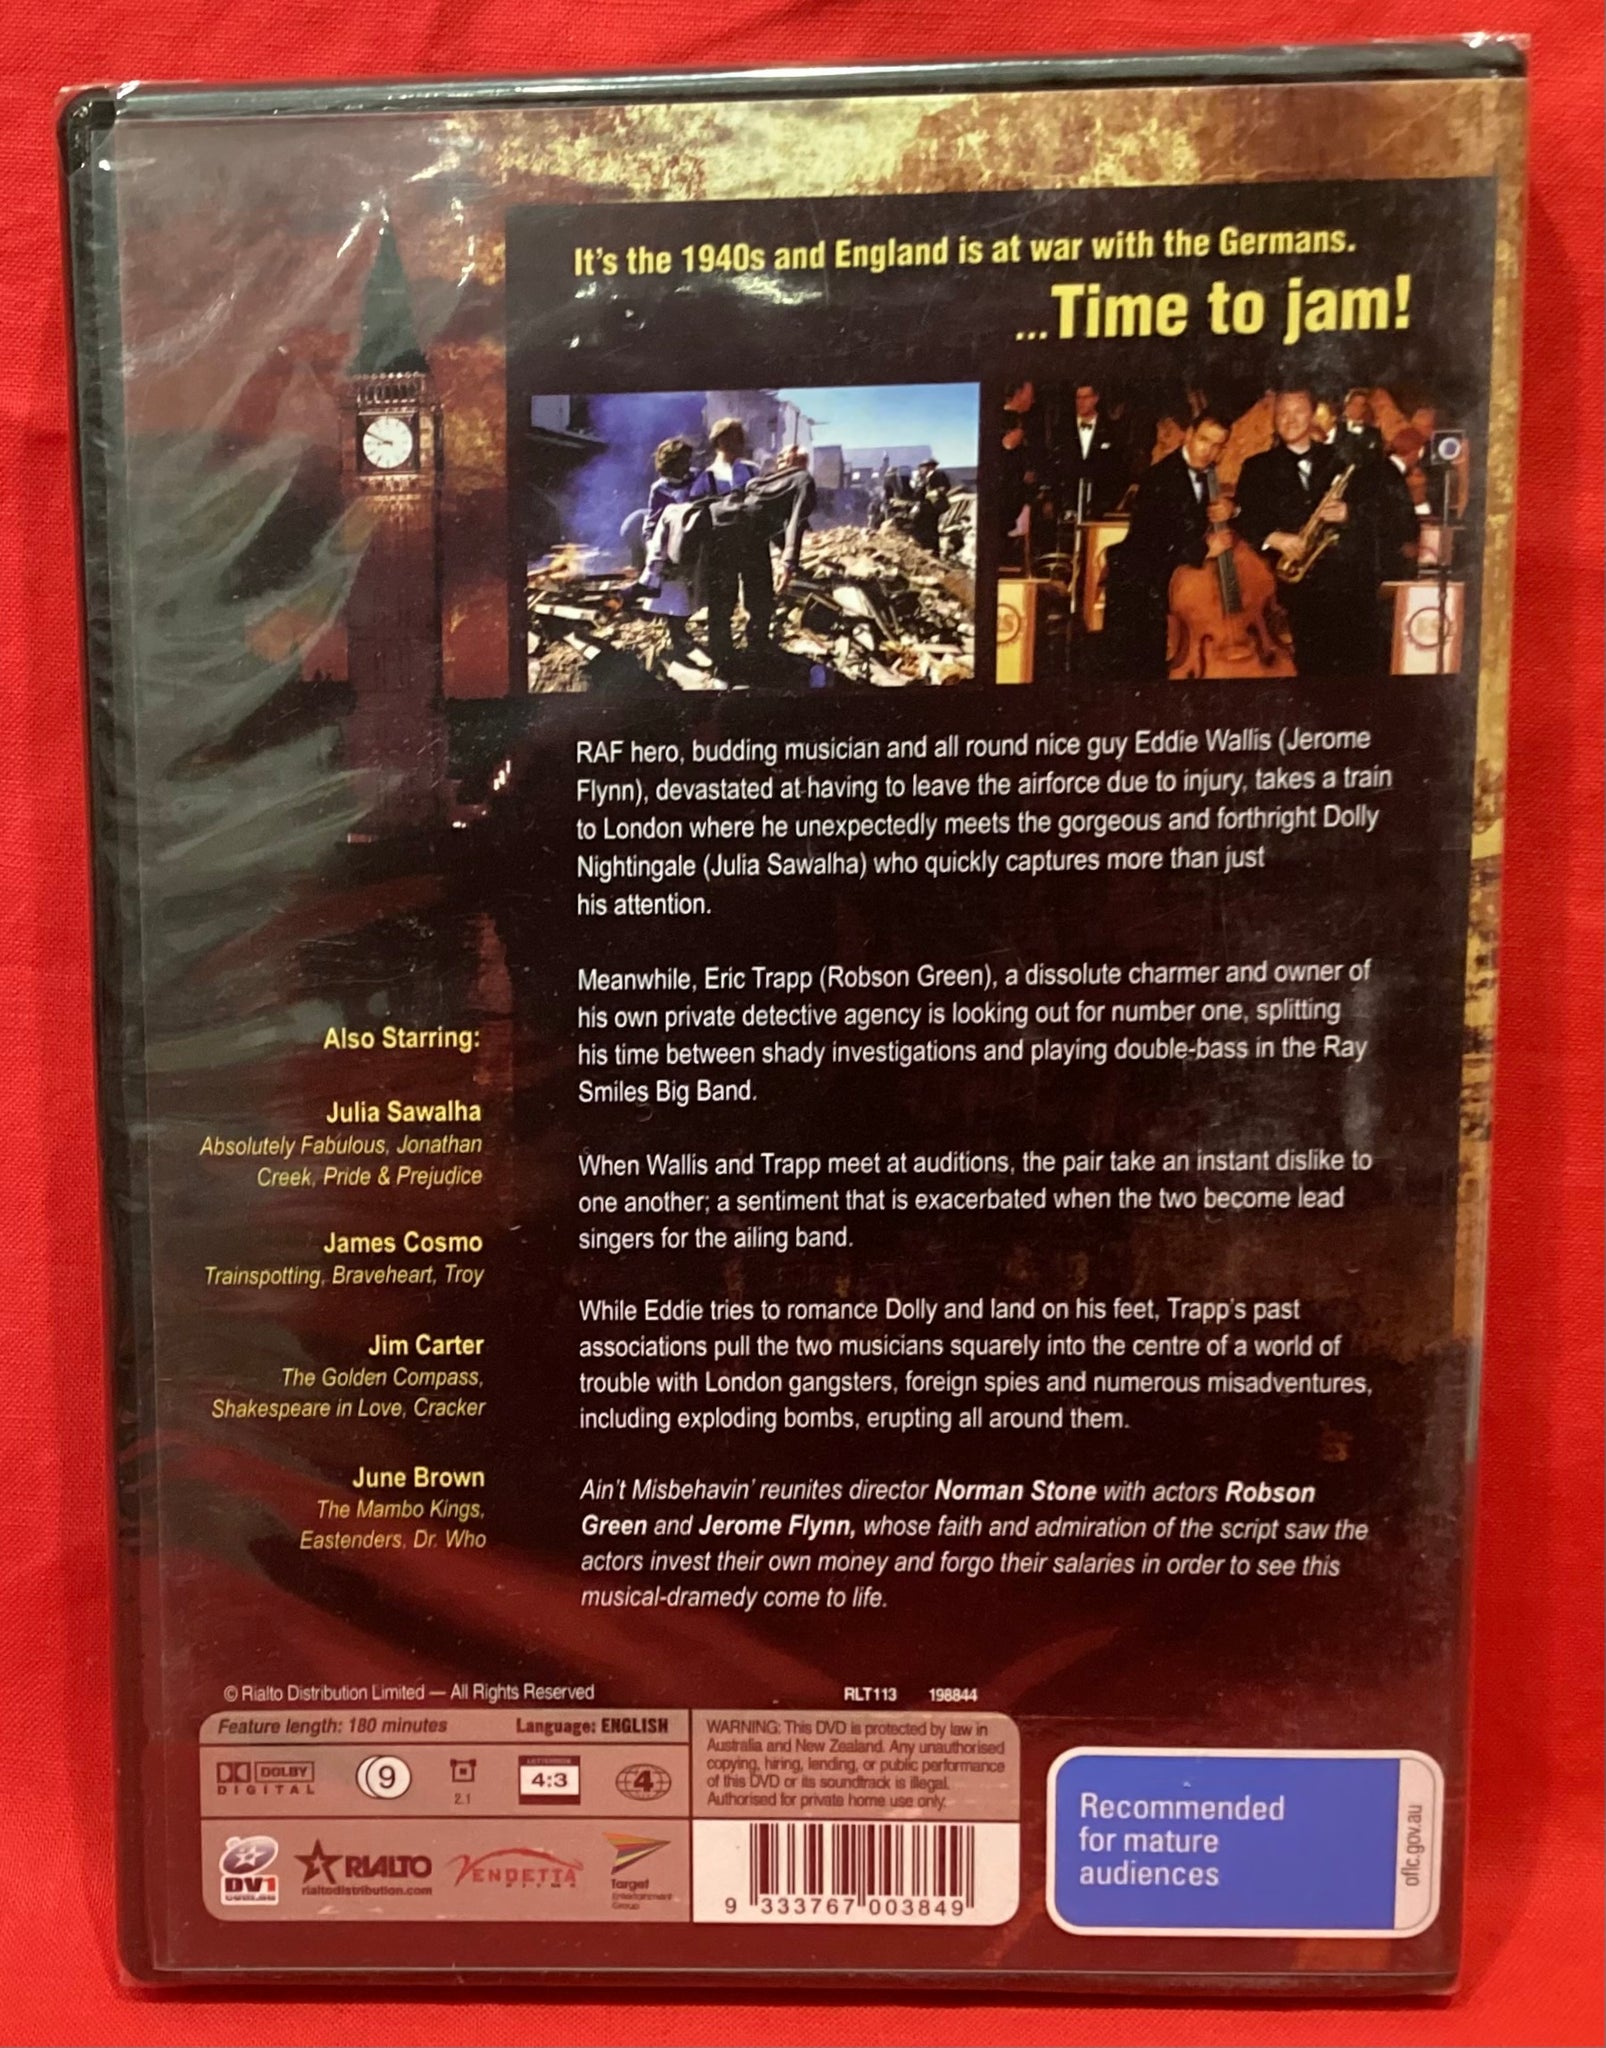 It's the 1940s and England is at war with the Germans.
...Time to jam!
RAF hero, budding musician and all round nice guy Eddie Wallis (Jerome
Flynn), devastated at having to leave the airforce due to injury, takes a train
to London where he unexpectedly meets the gorgeous and forthright Dolly
Nightingale (Julia Sawalha) who quickly captures more than just
his attention.
Meanwhile, Eric Trapp (Robson Green), a dissolute charmer and owner of
his own private detective agency is looking out for number one, splitting
his time between shady investigations and playing double-bass in the Ray
Smiles Big Band.
When Wallis and Trapp meet at auditions, the pair take an instant dislike to
one another; a sentiment that is exacerbated when the two become lead
singers for the ailing band.
While Eddie tries to romance Dolly and land on his feet, Trapp's past
associations pull the two musicians squarely into the centre of a world of
trouble with London gangsters, foreign spies and numerous misadventures,
including exploding bombs, erupting all around them.
Ain't Misbehavin' reunites director Norman Stone with actors Robson
Green and Jerome Flynn, whose faith and admiration of the script saw the
actors invest their own money and forgo their salaries in order to see this
musical-dramedy come to life.
Also Starring:
Julia Sawalha
Absolutely Fabulous, Jonathan
Creek, Pride & Prejudice
James Cosmo
Trainspotting, Braveheart, Troy
Jim Carter
The Golden Compass,
Shakespeare in Love, Cracker
June Brown
The Mambo Kings,
Eastenders, Dr. Who
© Rialto Distribution Limited — All Rights Reserved
RLT113 198844
Feature length: 180 minutes Language: ENGLISH
DOLBY
DIGITAL
9
2.1
LETTERBOX
4:3
4
WARNING: This DVD is protected by law in
Australia and New Zealand. Any unauthorised
copying, hiring, lending, or public performance
of this DVD or its soundtrack is illegal.
Authorised for private home use only.
DV1
RIALTO
rialtodistribution.com
VENDETTA
FILMS
Target
Entertainment
Group
9 333767 003849
Recommended
for mature
audiences
oflc.gov.au